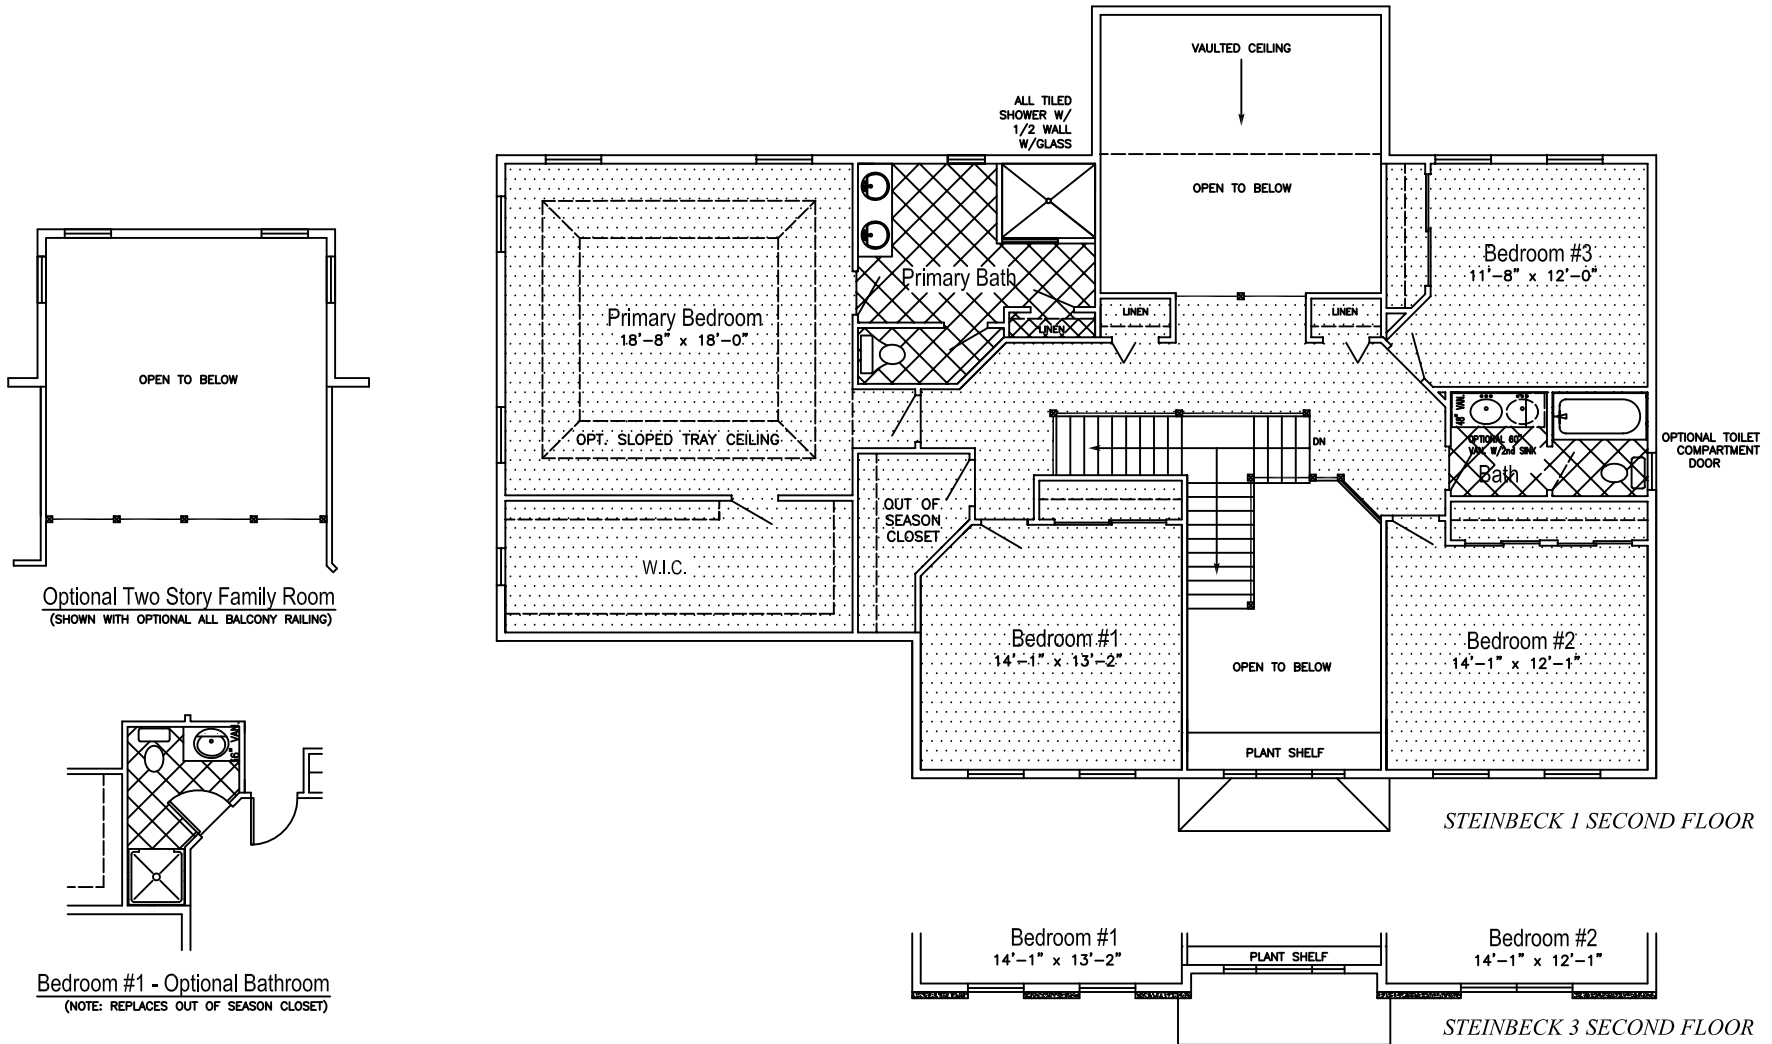 VAULTED CEILING
ALL TILED
SHOWER W/
1/2 WALL
W/GLASS
OPEN TO BELOW
Bedroom #3
11'-8" x 12'-0"
Primary Bath
LINEN
LINEN
LINEN
Primary Bedroom
18'-8" x 18'-0"
OPT. SLOPED TRAY CEILING
DN
48" VAN.
OPTIONAL 60"
VAN. W/2nd SINK
Bath
OPTIONAL TOILET
COMPARTMENT
DOOR
OUT OF
SEASON
CLOSET
W.I.C.
Bedroom #1
14'-1" x 13'-2"
OPEN TO BELOW
Bedroom #2
14'-1" x 12'-1"
PLANT SHELF
STEINBECK 1 SECOND FLOOR
OPEN TO BELOW
Optional Two Story Family Room
(SHOWN WITH OPTIONAL ALL BALCONY RAILING)
Bedroom #1 - Optional Bathroom
(NOTE: REPLACES OUT OF SEASON CLOSET)
Bedroom #1
14'-1" x 13'-2"
PLANT SHELF
Bedroom #2
14'-1" x 12'-1"
STEINBECK 3 SECOND FLOOR